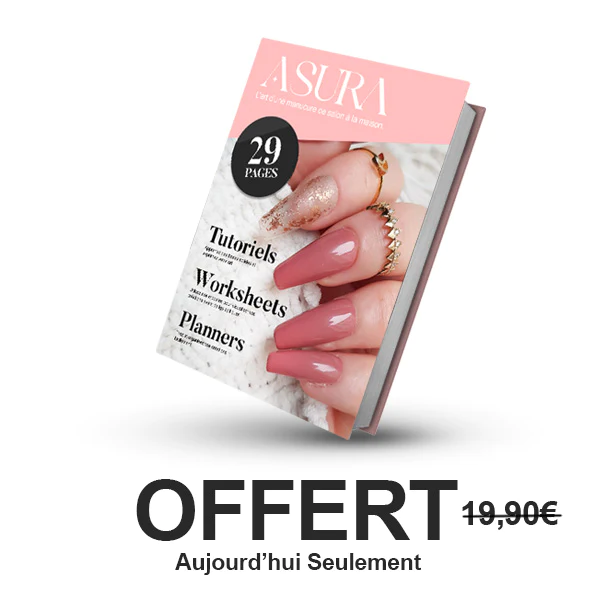 ASURA
L'art d'une manucure de salon à la maison.
29
PAGES
Tutoriels
Worksheets
Planners
OFFERT
19,90€
Aujourd'hui Seulement